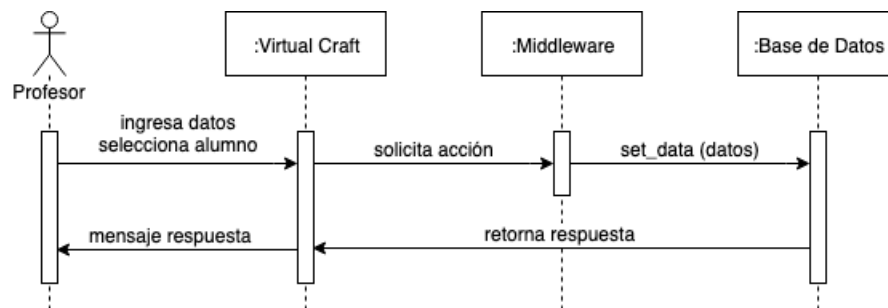 :Virtual Craft
:Middleware
:Base de Datos
Profesor
ingresa datos
selecciona alumno
solicita acción
set_data (datos)
mensaje respuesta
retorna respuesta